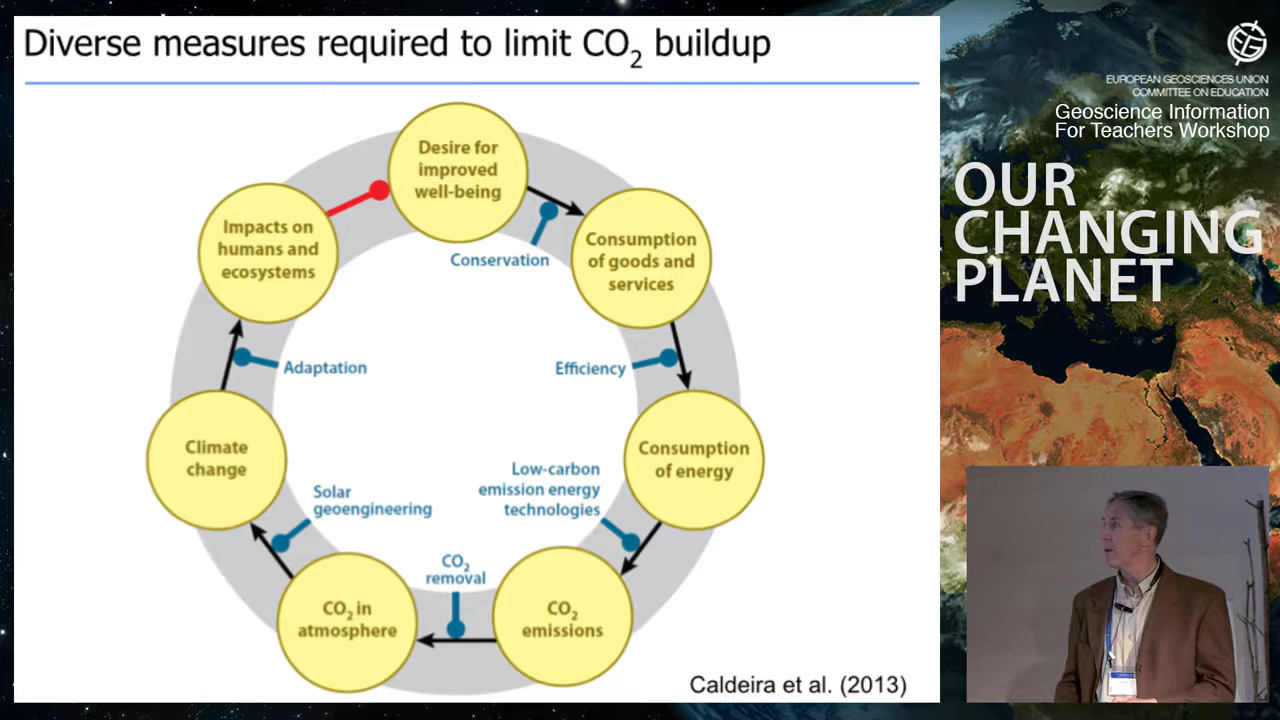 Diverse measures required to limit CO₂ buildup
Desire for
improved
well-being
Conservation
Consumption
of goods and
services
Efficiency
Consumption
of energy
Low-carbon
emission energy
technologies
CO₂
emissions
CO₂
removal
CO₂ in
atmosphere
Solar
geoengineering
Climate
change
Adaptation
Impacts on
humans and
ecosystems
Caldeira et al. (2013)
EUROPEAN GEOSCIENCES UNION
COMMITTEE ON EDUCATION
Geoscience Information
For Teachers Workshop
OUR
CHANGING
PLANET